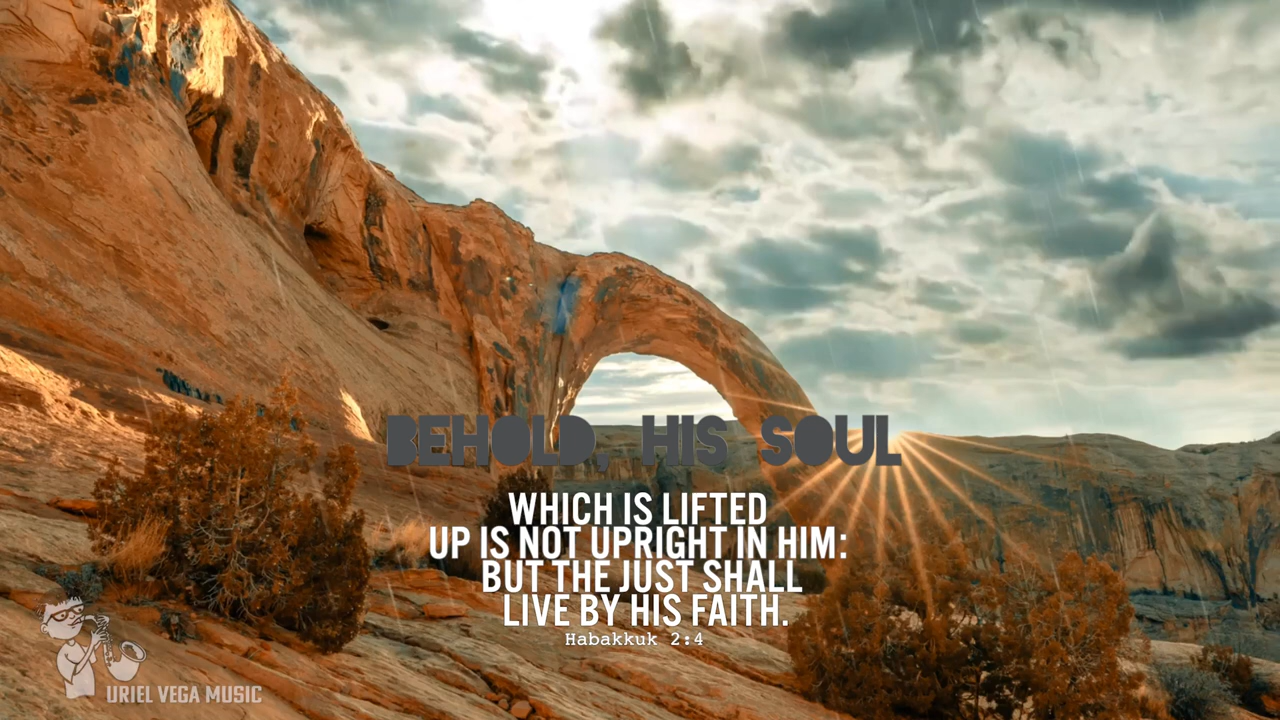 BEHOLD, HIS SOUL
WHICH IS LIFTED
UP IS NOT UPRIGHT IN HIM:
BUT THE JUST SHALL
LIVE BY HIS FAITH.
Habakkuk 2:4
URIEL VEGA MUSIC